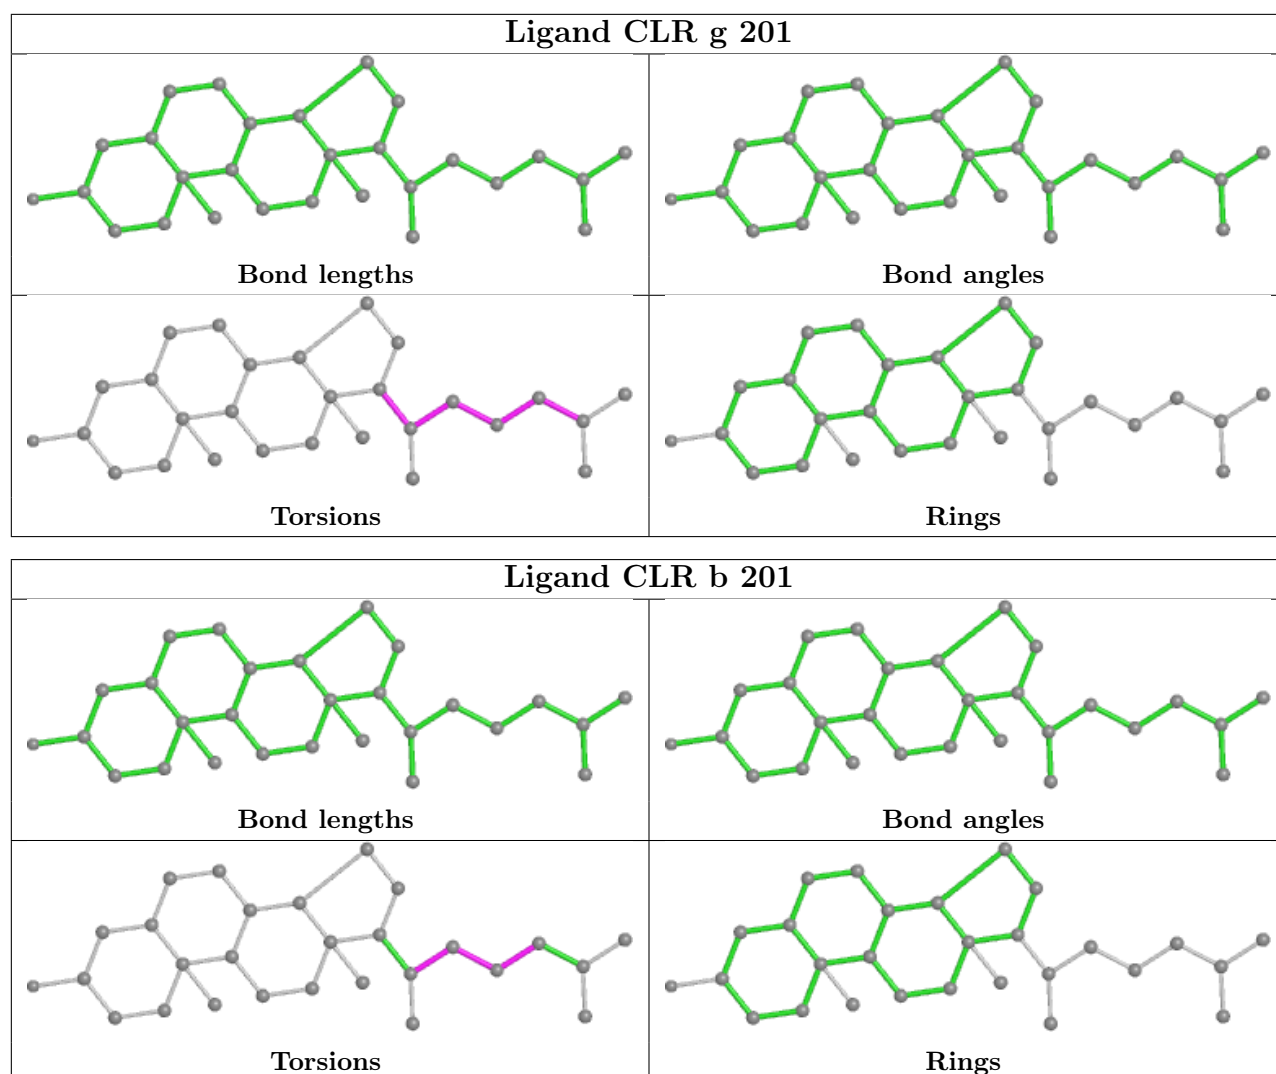 Ligand CLR g 201
Bond lengths
Bond angles
Torsions
Rings
Ligand CLR b 201
Bond lengths
Bond angles
Torsions
Rings